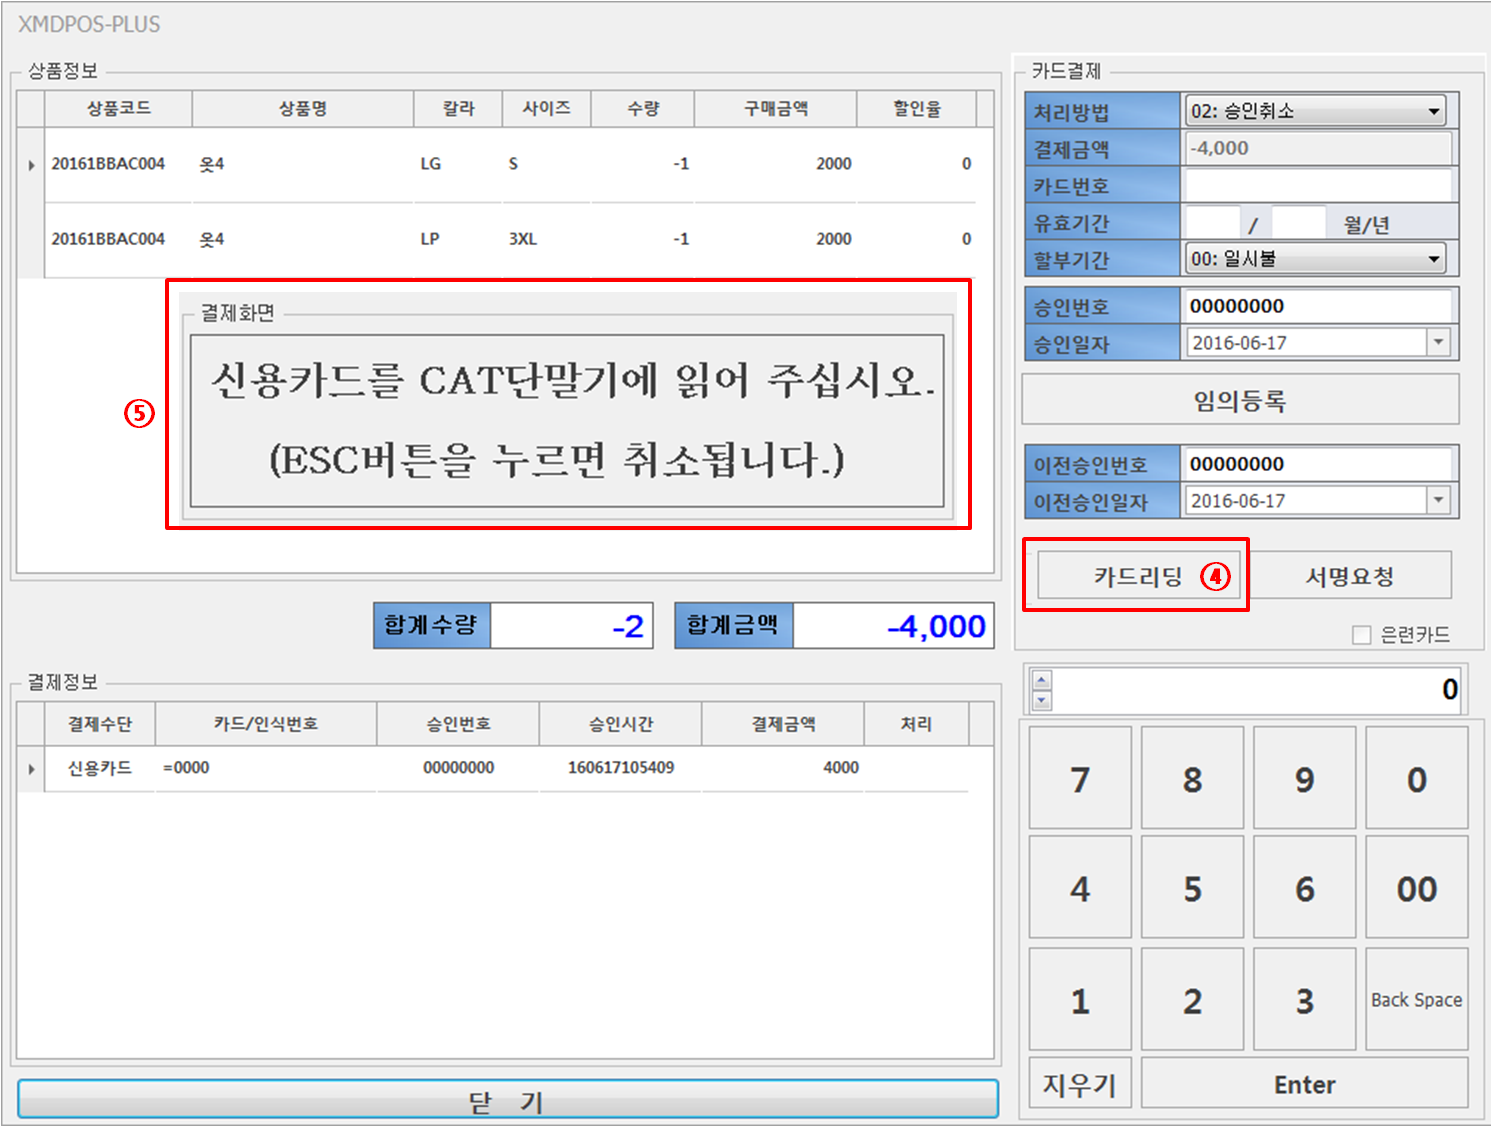 XMDPOS-PLUS
상품정보
상품코드 상품명 칼라 사이즈 수량 구매금액 할인율
20161BBAC004 옷4 LG S -1 2000 0
20161BBAC004 옷4 LP 3XL -1 2000 0
결제화면
신용카드를 CAT단말기에 읽어 주십시오.
(ESC버튼을 누르면 취소됩니다.)
⑤
합계수량 -2 합계금액 -4,000
결제정보
결제수단 카드/인식번호 승인번호 승인시간 결제금액 처리
신용카드 =0000 00000000 160617105409 4000
닫 기
카드결제
처리방법 02: 승인취소
결제금액 -4,000
카드번호
유효기간 / 월/년
할부기간 00: 일시불
승인번호 00000000
승인일자 2016-06-17
임의등록
이전승인번호 00000000
이전승인일자 2016-06-17
카드리딩 ④ 서명요청
은련카드
0
7 8 9 0
4 5 6 00
1 2 3 Back Space
지우기 Enter